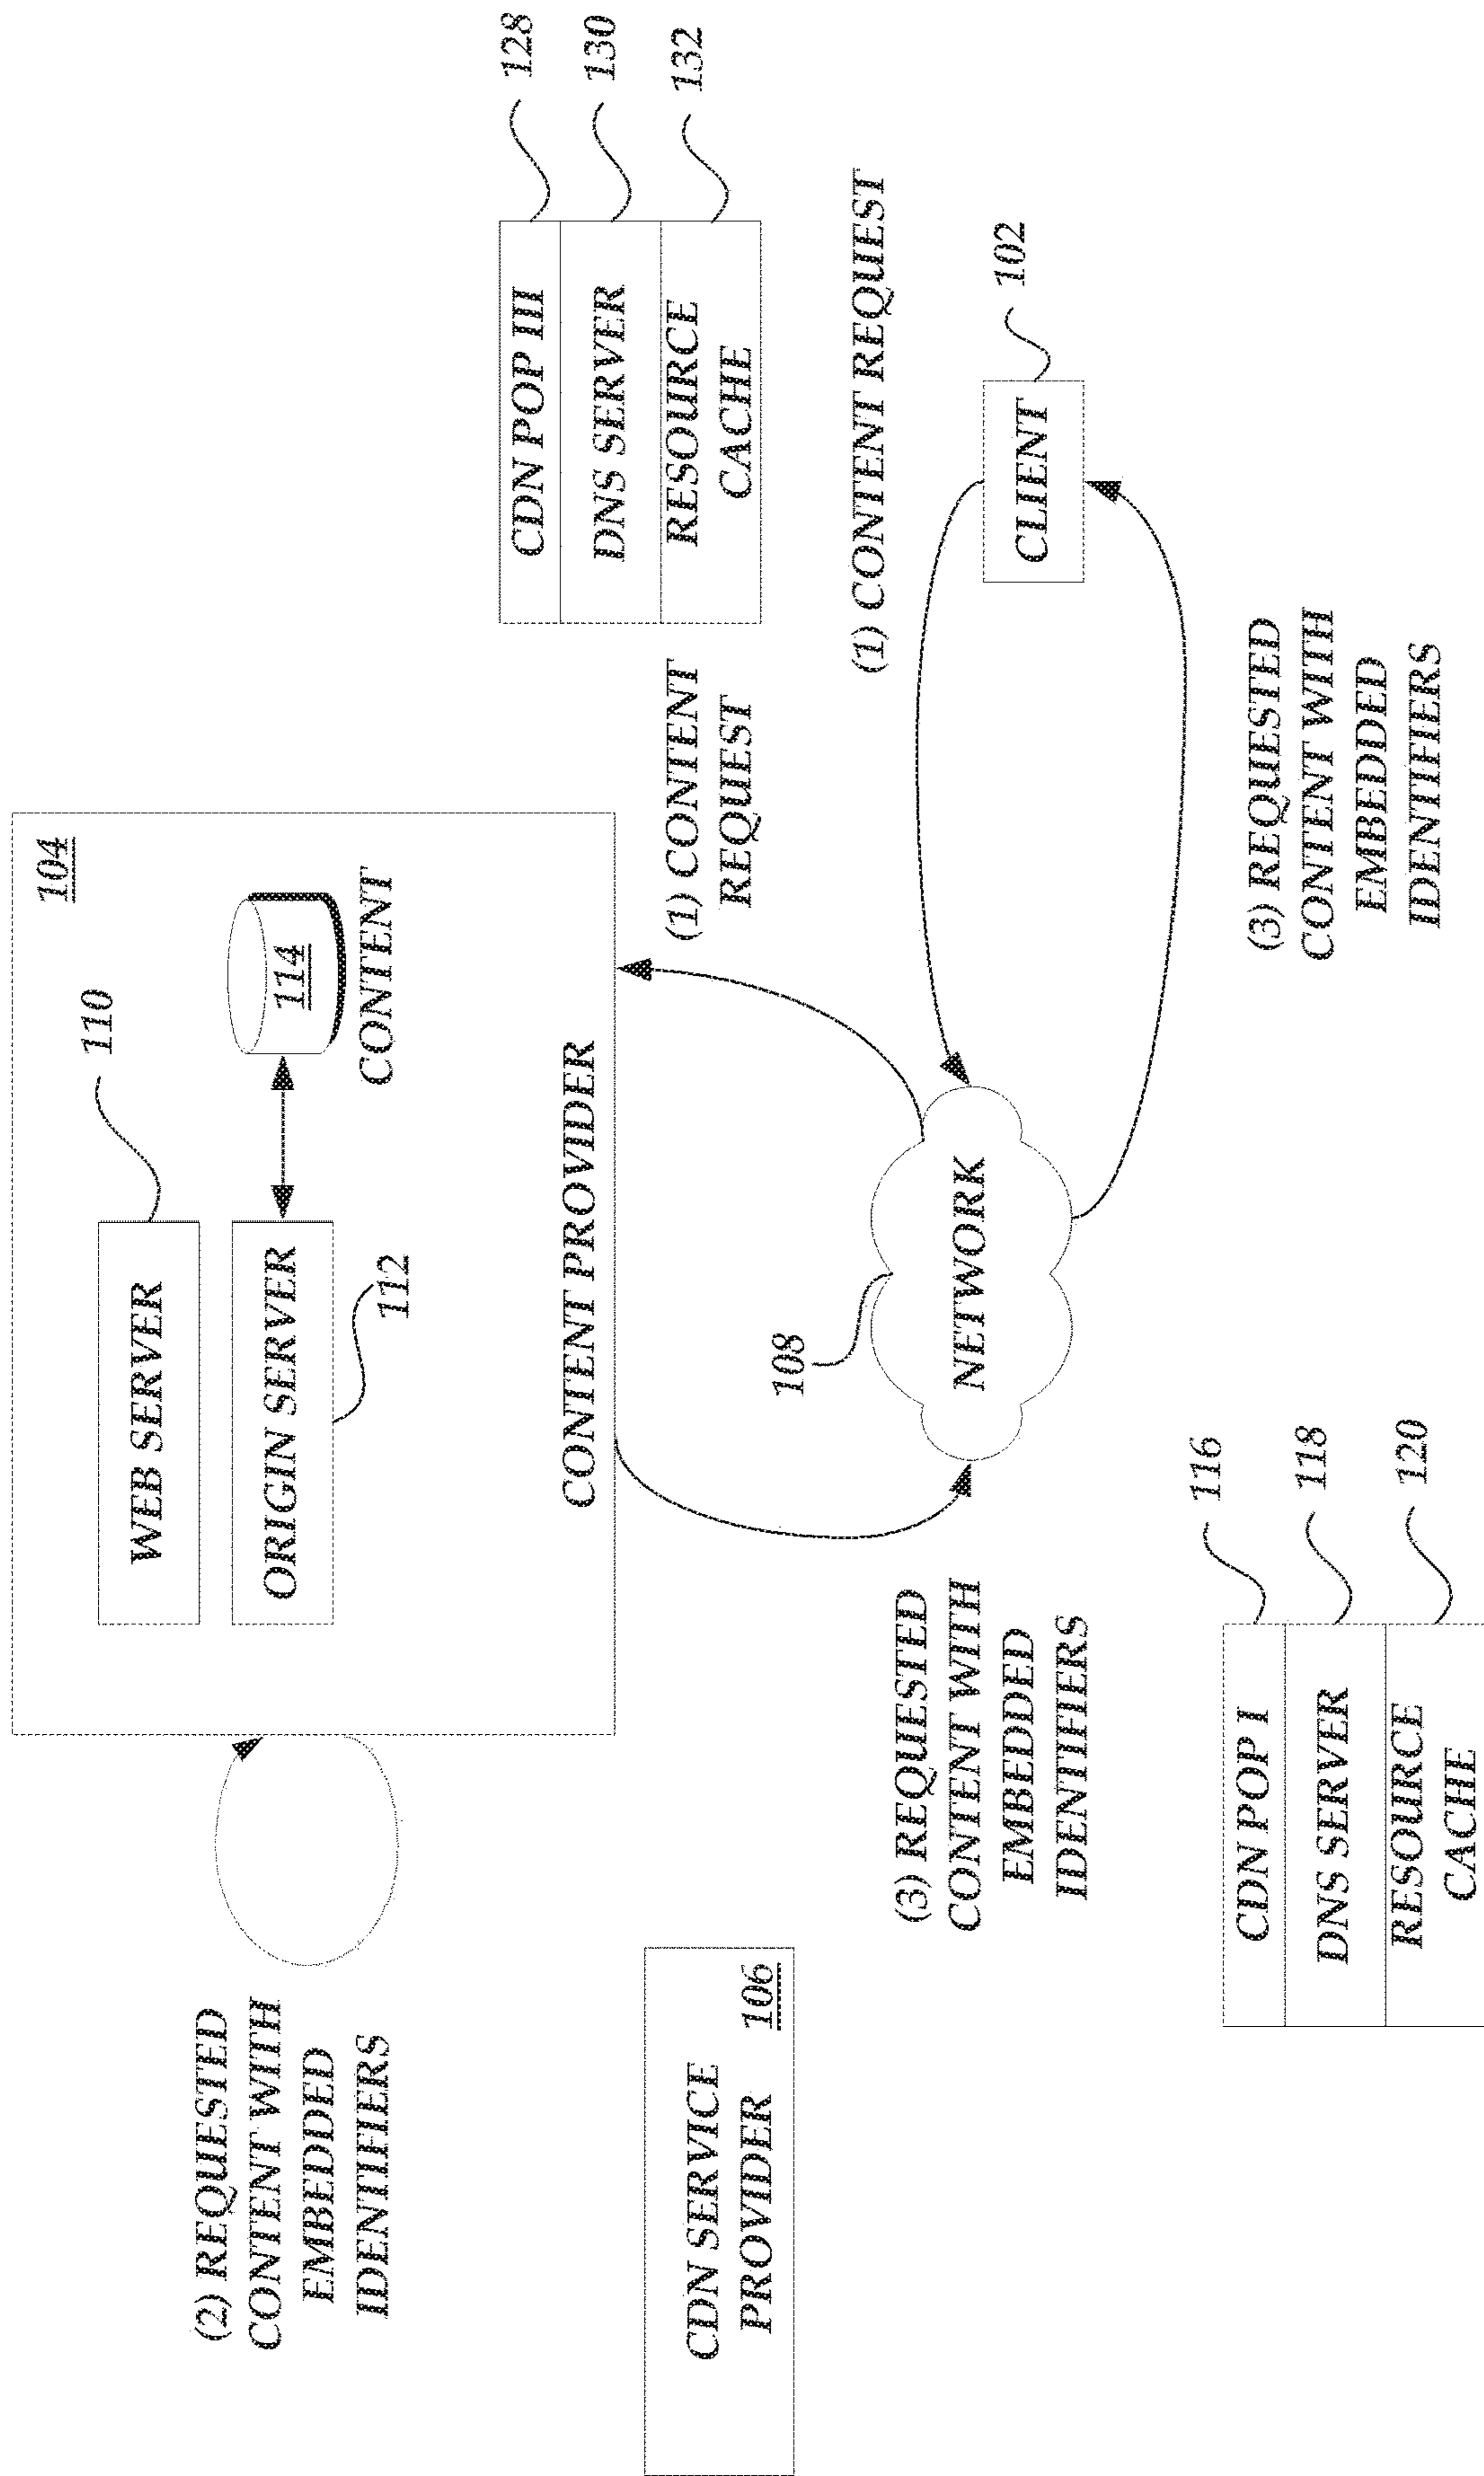 (2) REQUESTED
CONTENT WITH
EMBEDDED
IDENTIFIERS
WEB SERVER
110
104
ORIGIN SERVER
112
114
CONTENT
CONTENT PROVIDER
CDN SERVICE
PROVIDER
106
(1) CONTENT
REQUEST
CDN POP III
DNS SERVER
RESOURCE
CACHE
128
130
132
(3) REQUESTED
CONTENT WITH
EMBEDDED
IDENTIFIERS
108
NETWORK
(1) CONTENT REQUEST
CLIENT
102
CDN POP I
DNS SERVER
RESOURCE
CACHE
116
118
120
(3) REQUESTED
CONTENT WITH
EMBEDDED
IDENTIFIERS